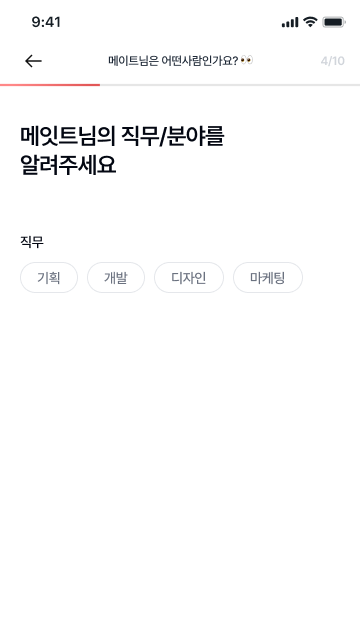 9:41
메이트님은 어떤사람인가요?👀
4/10
메잇트님의 직무/분야를
알려주세요
직무
기획
개발
디자인
마케팅